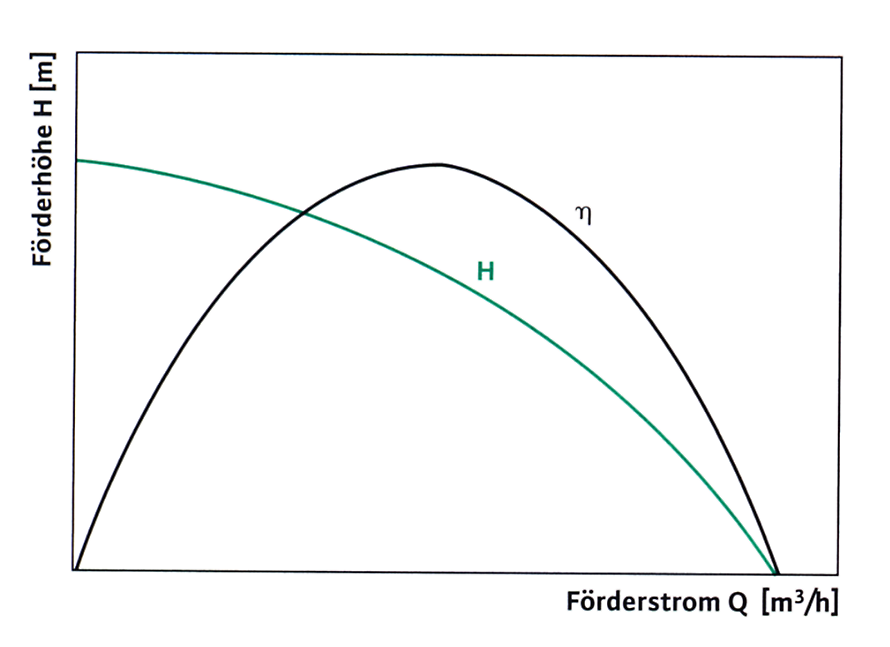 Förderhöhe H [m]
η
H
Förderstrom Q [m³/h]